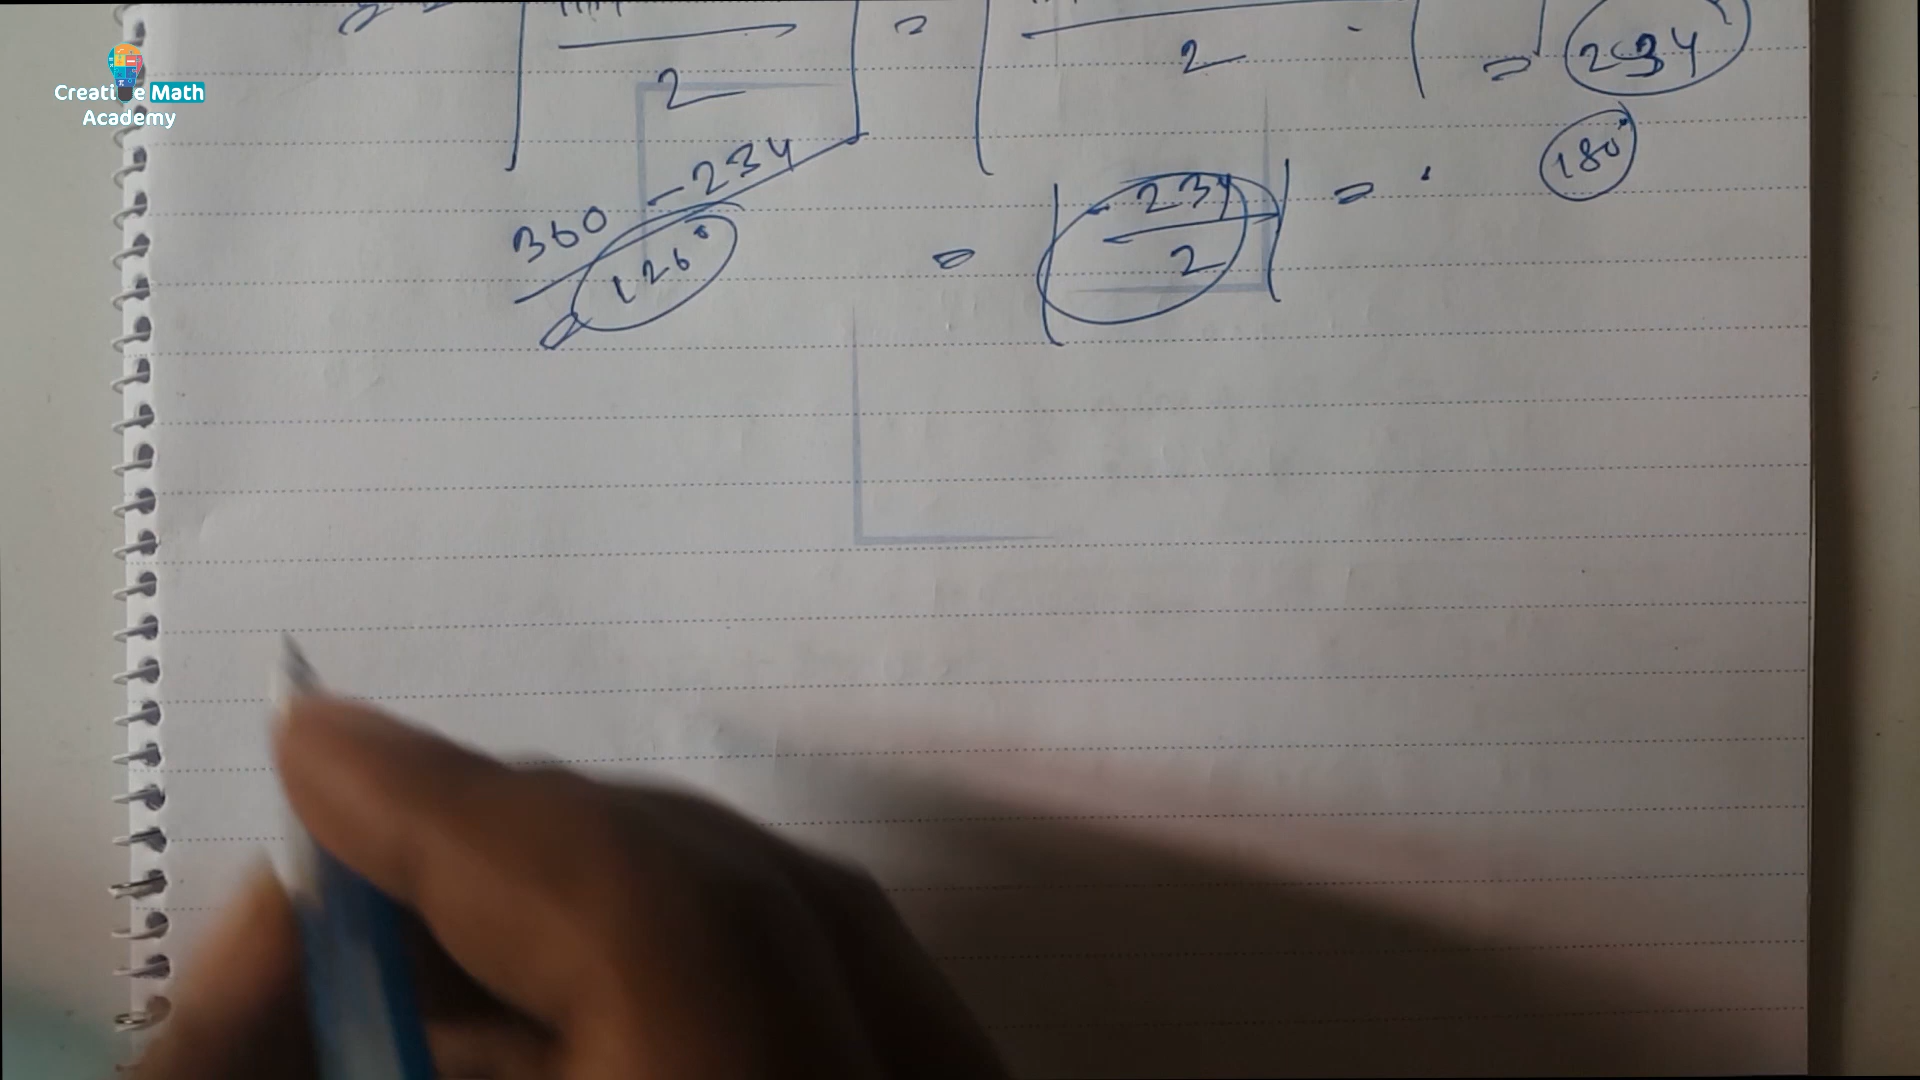 Creative Math
Academy
2 = 2 = 234
180°
360 - 234
126°
= | - 234 / 2 | =